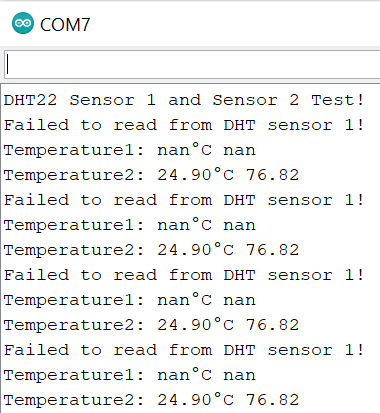 COM7
DHT22 Sensor 1 and Sensor 2 Test!
Failed to read from DHT sensor 1!
Temperature1: nan°C nan
Temperature2: 24.90°C 76.82
Failed to read from DHT sensor 1!
Temperature1: nan°C nan
Temperature2: 24.90°C 76.82
Failed to read from DHT sensor 1!
Temperature1: nan°C nan
Temperature2: 24.90°C 76.82
Failed to read from DHT sensor 1!
Temperature1: nan°C nan
Temperature2: 24.90°C 76.82